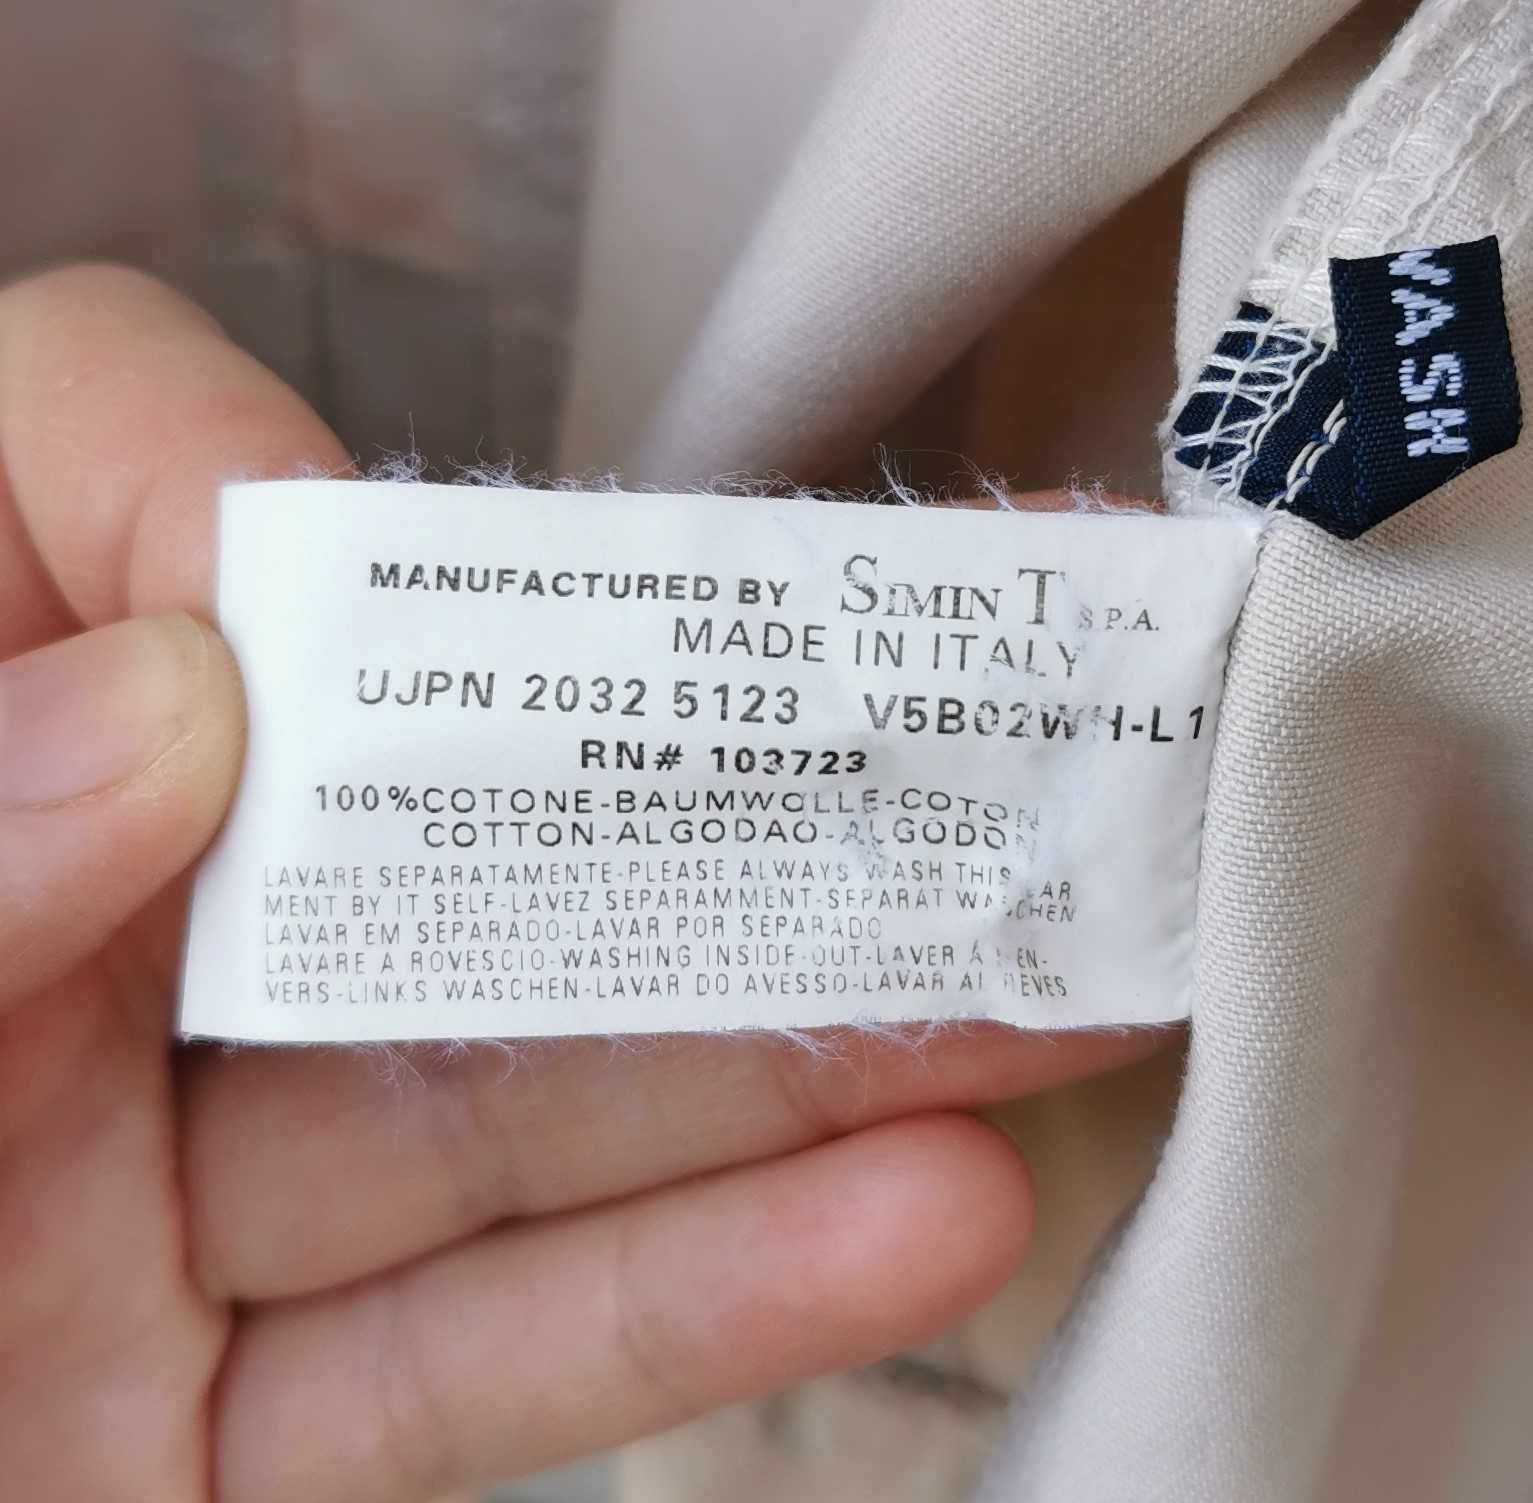 MANUFACTURED BY SIMIN T S.P.A.
MADE IN ITALY
UJPN 2032 5123 V5B02WH-L1
RN# 103723
100%COTONE-BAUMWOLLE-COTON
COTTON-ALGODAO-ALGODON
LAVARE SEPARATAMENTE-PLEASE ALWAYS WASH THIS
MENT BY IT SELF-LAVEZ SEPARAMMENT-SEPARAT WASCHEN
LAVAR EM SEPARADO-LAVAR POR SEPARADO
LAVARE A ROVESCIO-WASHING INSIDE-OUT-LAVER A L'EN-
VERS-LINKS WASCHEN-LAVAR DO AVESSO-LAVAR AL REVES
WASH